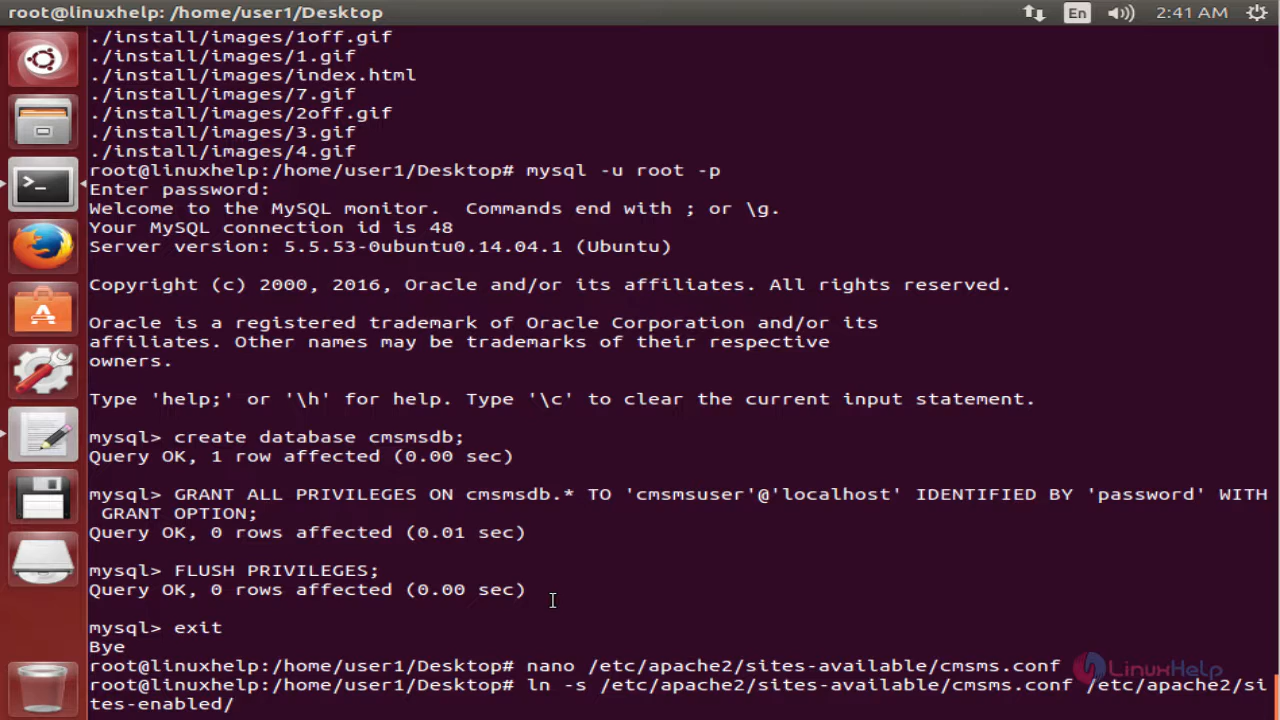 root@linuxhelp: /home/user1/Desktop
En
2:41 AM
./install/images/1off.gif
./install/images/1.gif
./install/images/index.html
./install/images/7.gif
./install/images/2off.gif
./install/images/3.gif
./install/images/4.gif
root@linuxhelp:/home/user1/Desktop# mysql -u root -p
Enter password:
Welcome to the MySQL monitor.  Commands end with ; or \g.
Your MySQL connection id is 48
Server version: 5.5.53-0ubuntu0.14.04.1 (Ubuntu)
Copyright (c) 2000, 2016, Oracle and/or its affiliates. All rights reserved.
Oracle is a registered trademark of Oracle Corporation and/or its
affiliates. Other names may be trademarks of their respective
owners.
Type 'help;' or '\h' for help. Type '\c' to clear the current input statement.
mysql> create database cmsmsdb;
Query OK, 1 row affected (0.00 sec)
mysql> GRANT ALL PRIVILEGES ON cmsmsdb.* TO 'cmsmsuser'@'localhost' IDENTIFIED BY 'password' WITH
GRANT OPTION;
Query OK, 0 rows affected (0.01 sec)
mysql> FLUSH PRIVILEGES;
Query OK, 0 rows affected (0.00 sec)
mysql> exit
Bye
root@linuxhelp:/home/user1/Desktop# nano /etc/apache2/sites-available/cmsms.conf
LinuxHelp
root@linuxhelp:/home/user1/Desktop# ln -s /etc/apache2/sites-available/cmsms.conf /etc/apache2/si
tes-enabled/